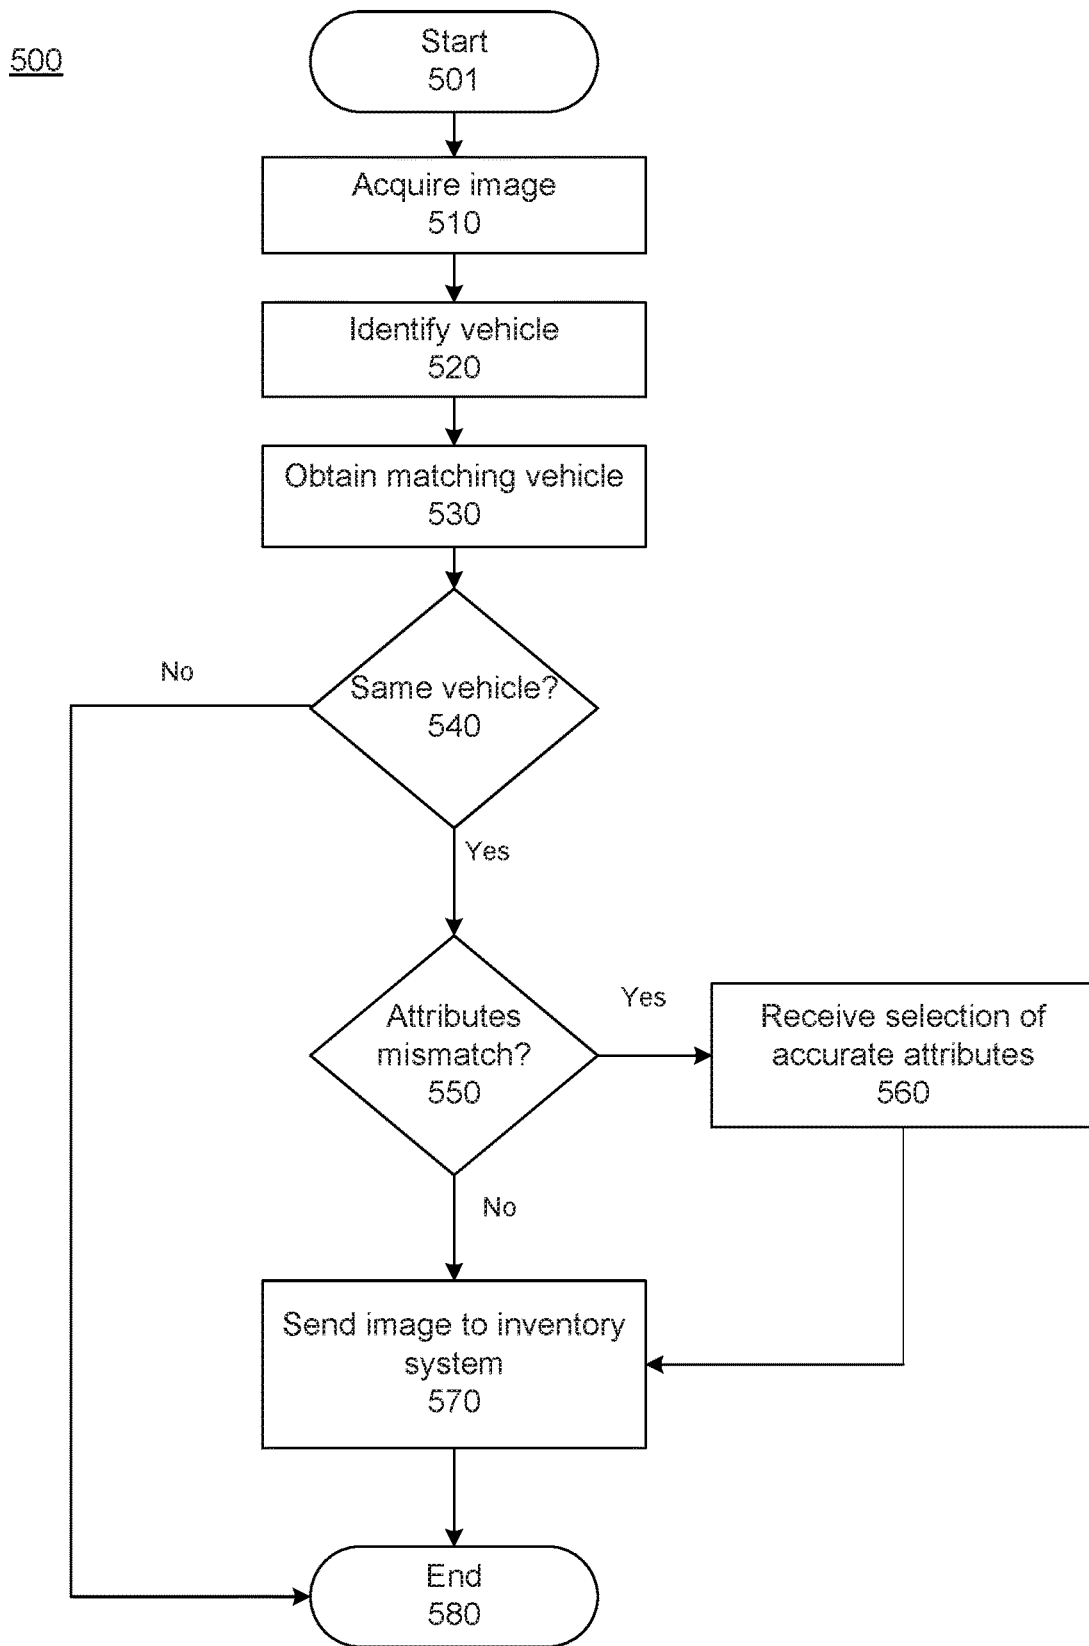 500
Start
501
Acquire image
510
Identify vehicle
520
Obtain matching vehicle
530
Same vehicle?
540
No
Yes
Attributes
mismatch?
550
Yes
Receive selection of
accurate attributes
560
No
Send image to inventory
system
570
End
580